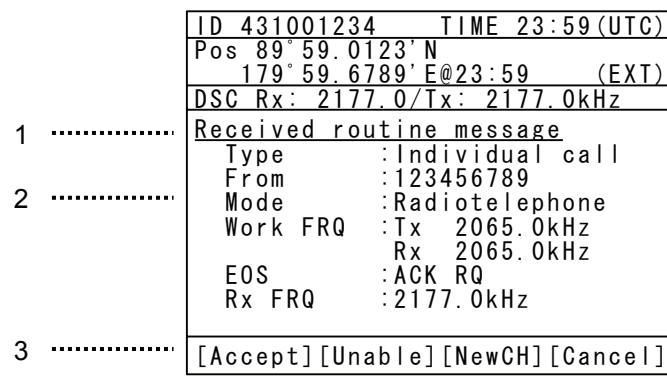 ID 431001234 TIME 23:59(UTC)
Pos 89°59.0123'N
179°59.6789'E@23:59 (EXT)
DSC Rx: 2177.0/Tx: 2177.0kHz
1 Received routine message
Type :Individual call
From :123456789
2 Mode :Radiotelephone
Work FRQ :Tx 2065.0kHz
Rx 2065.0kHz
EOS :ACK RQ
Rx FRQ :2177.0kHz
3 [Accept][Unable][NewCH][Cancel]